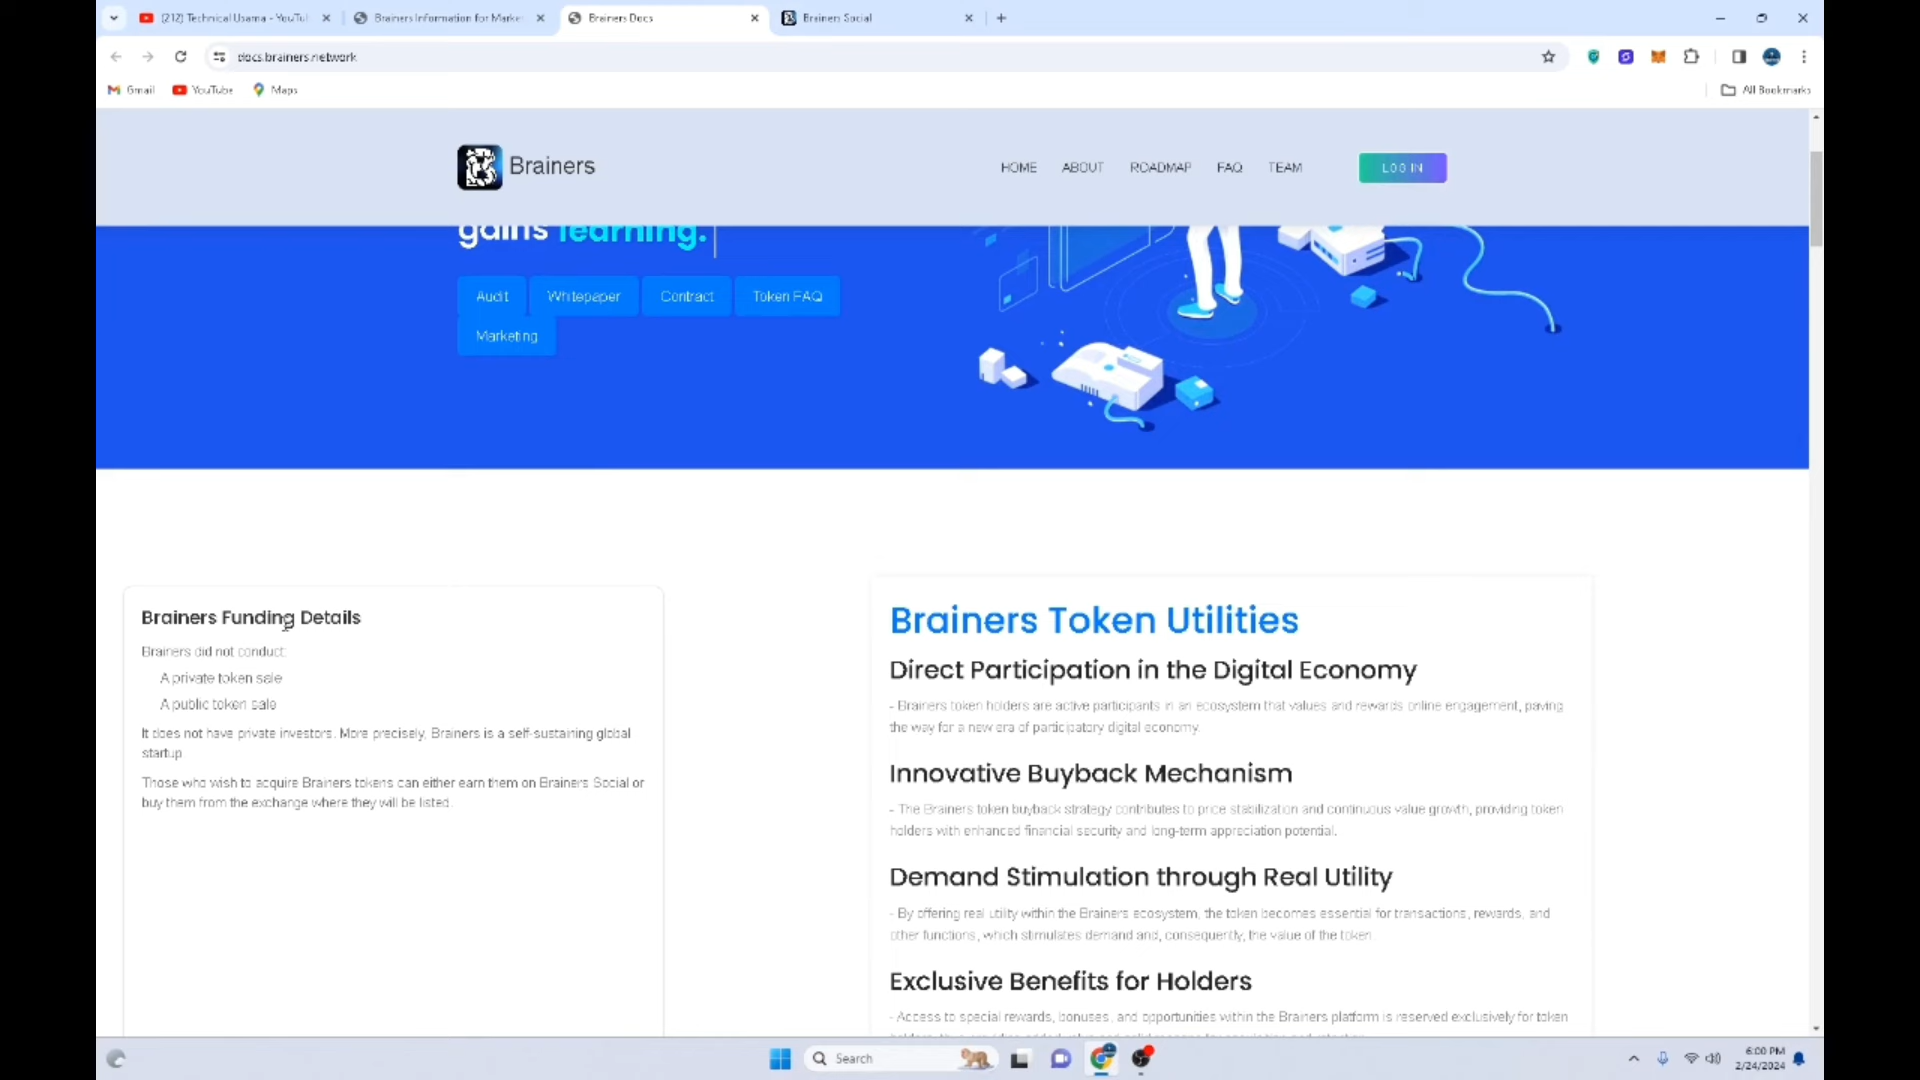 (212) Technical Usama - YouTu
Brainers Information for Market
Brainers Docs
Brainers Social
docs.brainers.network
Gmail
YouTube
Maps
All Bookmarks
Brainers
HOME
ABOUT
ROADMAP
FAQ
TEAM
LOG IN
gains learning.
Audit
Whitepaper
Contract
Token FAQ
Marketing
Brainers Funding Details
Brainers did not conduct:
A private token sale
A public token sale
It does not have private investors. More precisely, Brainers is a self-sustaining global
startup
Those who wish to acquire Brainers tokens can either earn them on Brainers Social or
buy them from the exchange where they will be listed.
Brainers Token Utilities
Direct Participation in the Digital Economy
- Brainers token holders are active participants in an ecosystem that values and rewards online engagement, paving
the way for a new era of participatory digital economy.
Innovative Buyback Mechanism
- The Brainers token buyback strategy contributes to price stabilization and continuous value growth, providing token
holders with enhanced financial security and long-term appreciation potential.
Demand Stimulation through Real Utility
- By offering real utility within the Brainers ecosystem, the token becomes essential for transactions, rewards, and
other functions, which stimulates demand and, consequently, the value of the token.
Exclusive Benefits for Holders
- Access to special rewards, bonuses, and opportunities within the Brainers platform is reserved exclusively for token
Search
6:00 PM
2/24/2024